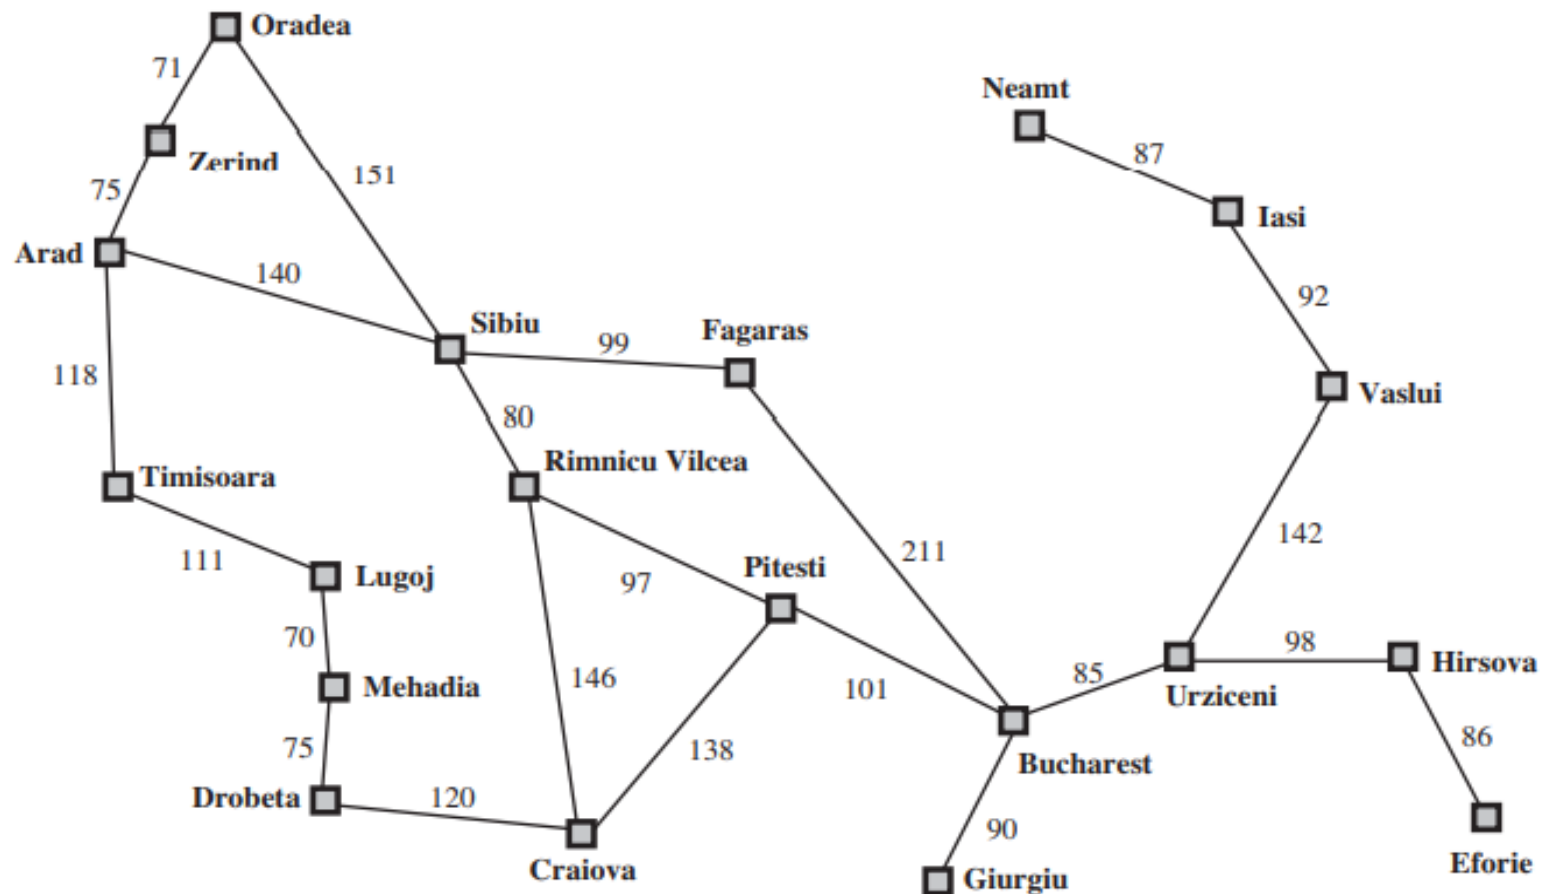 Oradea
71
Neamt
87
Zerind
151
75
Iasi
Arad
140
92
Sibiu
Fagaras
99
118
Vaslui
80
Rimnicu Vilcea
Timisoara
142
211
111
Pitesti
Lugoj
97
70
98
Hirsova
146
85
Mehadia
101
Urziceni
86
75
138
Bucharest
Drobeta
120
90
Eforie
Craiova
Giurgiu